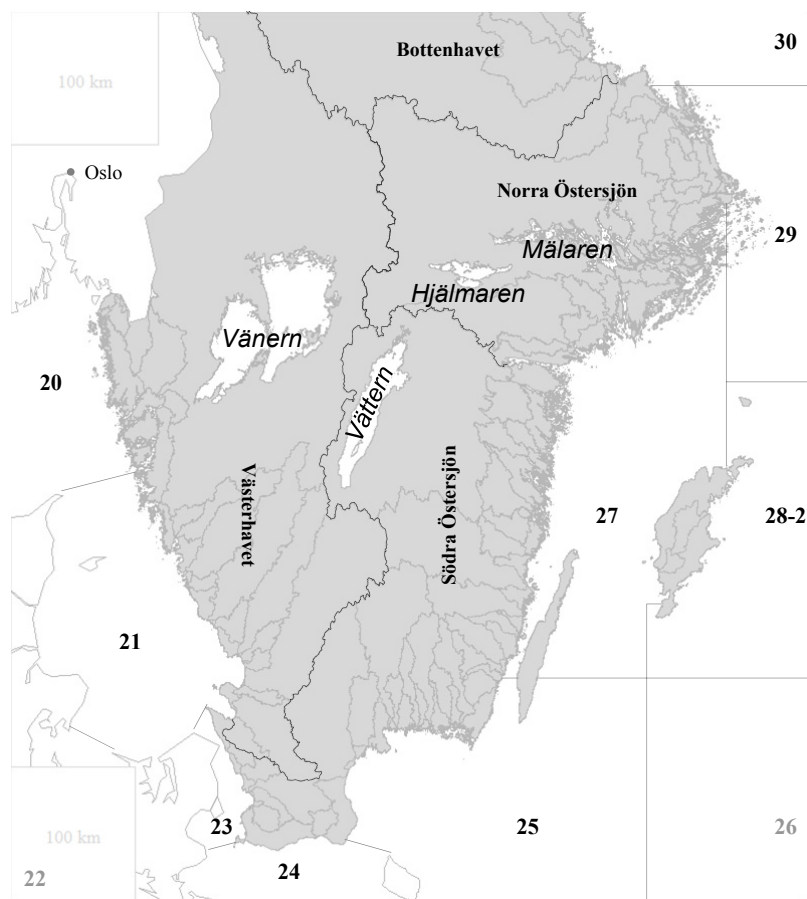 30
Bottenhavet
100 km
Oslo
Norra Östersjön
29
Mälaren
Hjälmaren
Vänern
20
Vättern
Västerhavet
Södra Östersjön
27
28-2
21
23
25
26
100 km
24
22